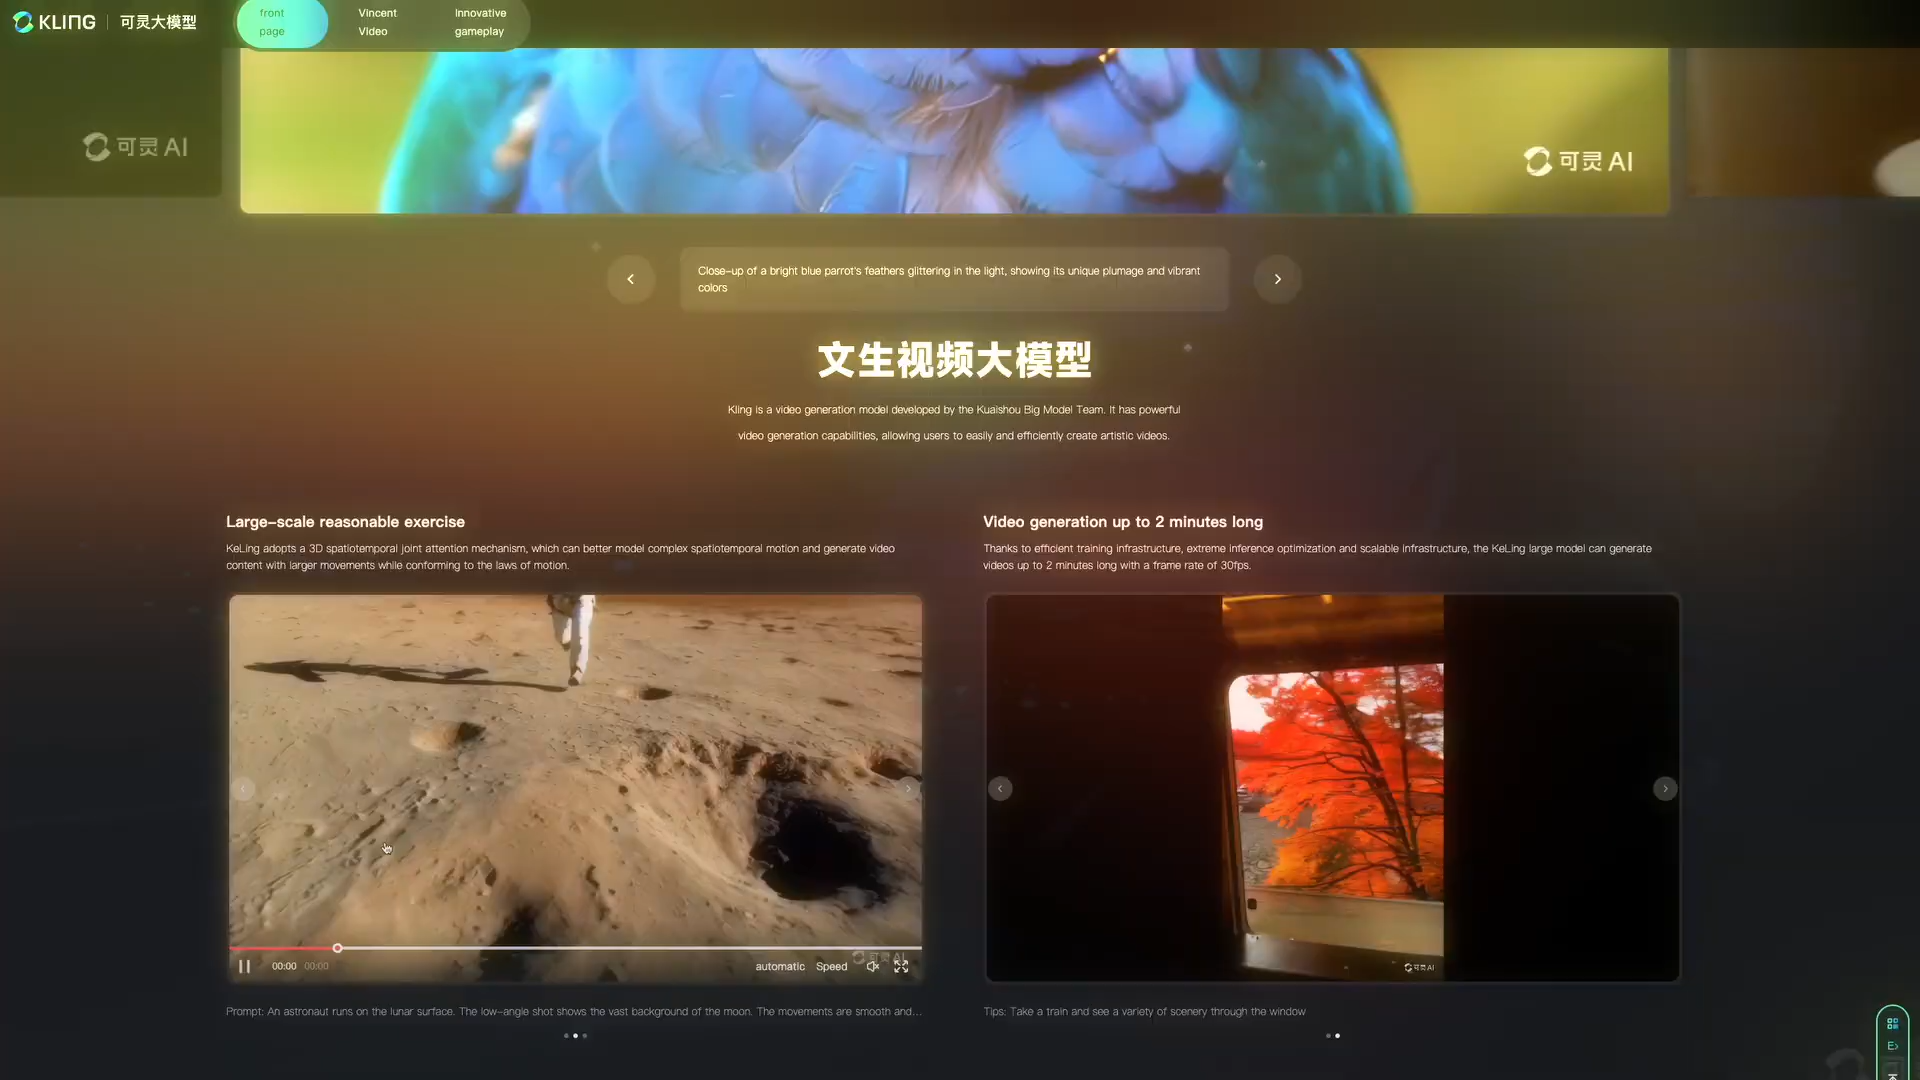 KLING 可灵大模型
front
page
Vincent
Video
Innovative
gameplay
可灵 AI
可灵 AI
Close-up of a bright blue parrot's feathers glittering in the light, showing its unique plumage and vibrant
colors
文生视频大模型
Kling is a video generation model developed by the Kuaishou Big Model Team. It has powerful
video generation capabilities, allowing users to easily and efficiently create artistic videos.
Large-scale reasonable exercise
KeLing adopts a 3D spatiotemporal joint attention mechanism, which can better model complex spatiotemporal motion and generate video
content with larger movements while conforming to the laws of motion.
00:00 00:00
automatic Speed
可灵 AI
Prompt: An astronaut runs on the lunar surface. The low-angle shot shows the vast background of the moon. The movements are smooth and...
Video generation up to 2 minutes long
Thanks to efficient training infrastructure, extreme inference optimization and scalable infrastructure, the KeLing large model can generate
videos up to 2 minutes long with a frame rate of 30fps.
可灵 AI
Tips: Take a train and see a variety of scenery through the window